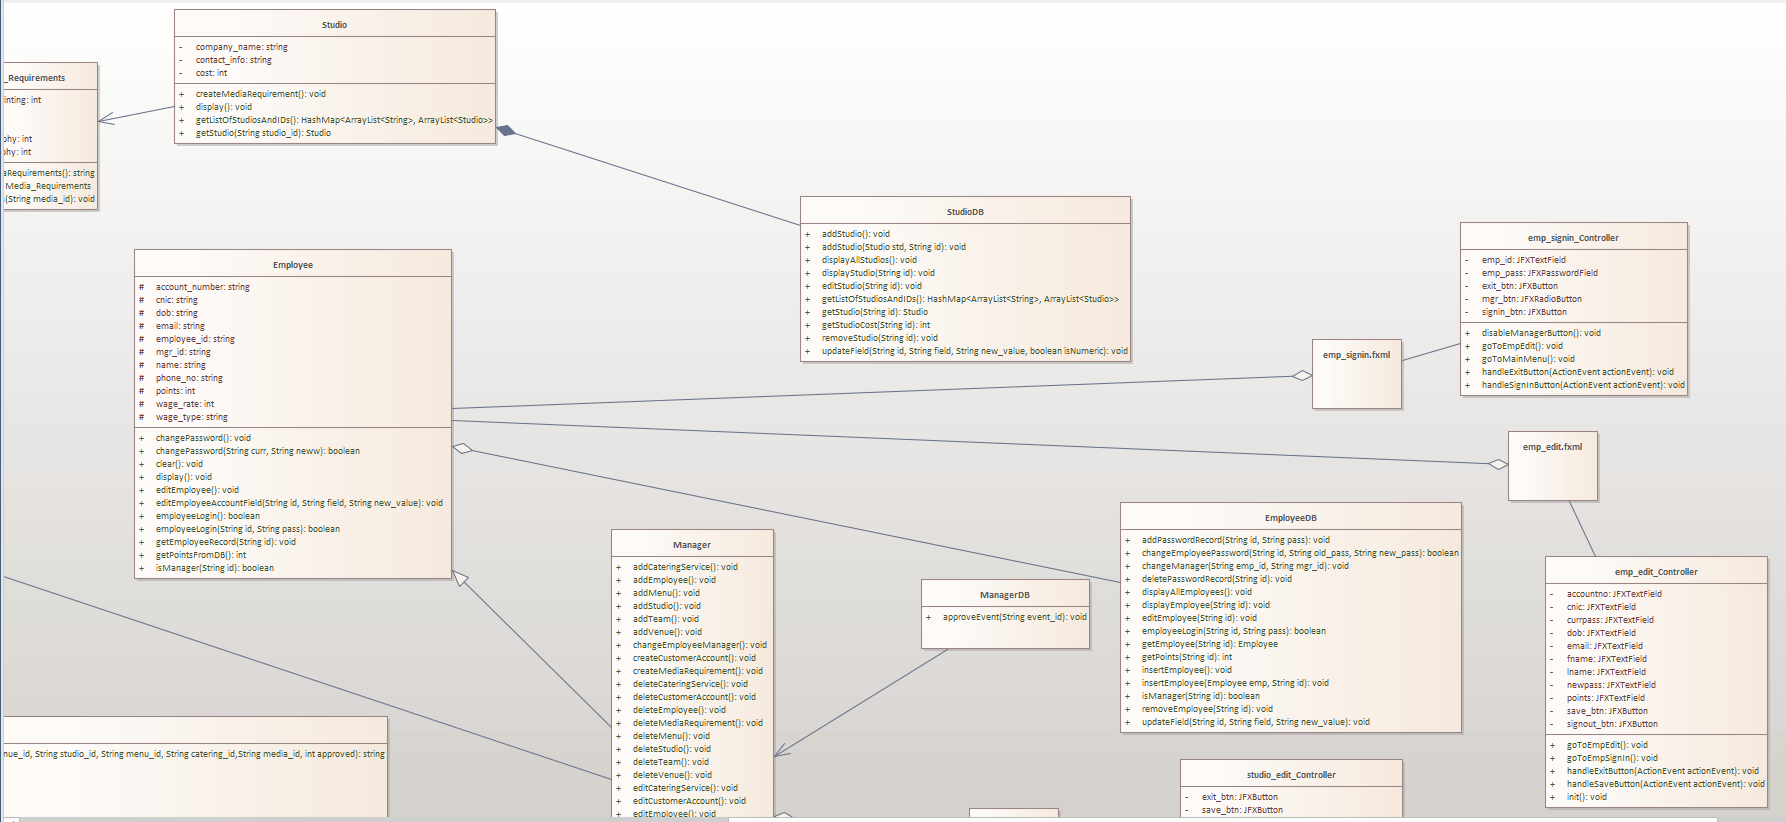 Studio
- company_name: string
- contact_info: string
- cost: int
+ createMediaRequirement(): void
+ display(): void
+ getListOfStudiosAndIDs(): HashMap<ArrayList<String>, ArrayList<Studio>>
+ getStudio(String studio_id): Studio
_Requirements
inting: int
phy: int
phy: int
aRequirements(): string
Media_Requirements
(String media_id): void
StudioDB
+ addStudio(): void
+ addStudio(Studio std, String id): void
+ displayAllStudios(): void
+ displayStudio(String id): void
+ editStudio(String id): void
+ getListOfStudiosAndIDs(): HashMap<ArrayList<String>, ArrayList<Studio>>
+ getStudio(String id): Studio
+ getStudioCost(String id): int
+ removeStudio(String id): void
+ updateField(String id, String field, String new_value, boolean isNumeric): void
emp_signin_Controller
- emp_id: JFXTextField
- emp_pass: JFXPasswordField
- exit_btn: JFXButton
- mgr_btn: JFXRadioButton
- signin_btn: JFXButton
+ disableManagerButton(): void
+ goToEmpEdit(): void
+ goToMainMenu(): void
+ handleExitButton(ActionEvent actionEvent): void
+ handleSignInButton(ActionEvent actionEvent): void
emp_signin.fxml
Employee
# account_number: string
# cnic: string
# dob: string
# email: string
# employee_id: string
# mgr_id: string
# name: string
# phone_no: string
# points: int
# wage_rate: int
# wage_type: string
+ changePassword(): void
+ changePassword(String curr, String neww): boolean
+ clear(): void
+ display(): void
+ editEmployee(): void
+ editEmployeeAccountField(String id, String field, String new_value): void
+ employeeLogin(): boolean
+ employeeLogin(String id, String pass): boolean
+ getEmployeeRecord(String id): void
+ getPointsFromDB(): int
+ isManager(String id): boolean
emp_edit.fxml
Manager
+ addCateringService(): void
+ addEmployee(): void
+ addMenu(): void
+ addStudio(): void
+ addTeam(): void
+ addVenue(): void
+ changeEmployeeManager(): void
+ createCustomerAccount(): void
+ createMediaRequirement(): void
+ deleteCateringService(): void
+ deleteCustomerAccount(): void
+ deleteEmployee(): void
+ deleteMediaRequirement(): void
+ deleteMenu(): void
+ deleteStudio(): void
+ deleteTeam(): void
+ deleteVenue(): void
+ editCateringService(): void
+ editCustomerAccount(): void
+ editEmployee(): void
ManagerDB
+ approveEvent(String event_id): void
EmployeeDB
+ addPasswordRecord(String id, String pass): void
+ changeEmployeePassword(String id, String old_pass, String new_pass): boolean
+ changeManager(String emp_id, String mgr_id): void
+ deletePasswordRecord(String id): void
+ displayAllEmployees(): void
+ displayEmployee(String id): void
+ editEmployee(String id): void
+ employeeLogin(String id, String pass): boolean
+ getEmployee(String id): Employee
+ getPoints(String id): int
+ insertEmployee(): void
+ insertEmployee(Employee emp, String id): void
+ isManager(String id): boolean
+ removeEmployee(String id): void
+ updateField(String id, String field, String new_value): void
emp_edit_Controller
- accountno: JFXTextField
- cnic: JFXTextField
- currpass: JFXTextField
- dob: JFXTextField
- email: JFXTextField
- fname: JFXTextField
- lname: JFXTextField
- newpass: JFXTextField
- points: JFXTextField
- save_btn: JFXButton
- signout_btn: JFXButton
+ goToEmpEdit(): void
+ goToEmpSignIn(): void
+ handleExitButton(ActionEvent actionEvent): void
+ handleSaveButton(ActionEvent actionEvent): void
+ init(): void
nue_id, String studio_id, String menu_id, String catering_id,String media_id, int approved): string
studio_edit_Controller
- exit_btn: JFXButton
- save_btn: JFXButton